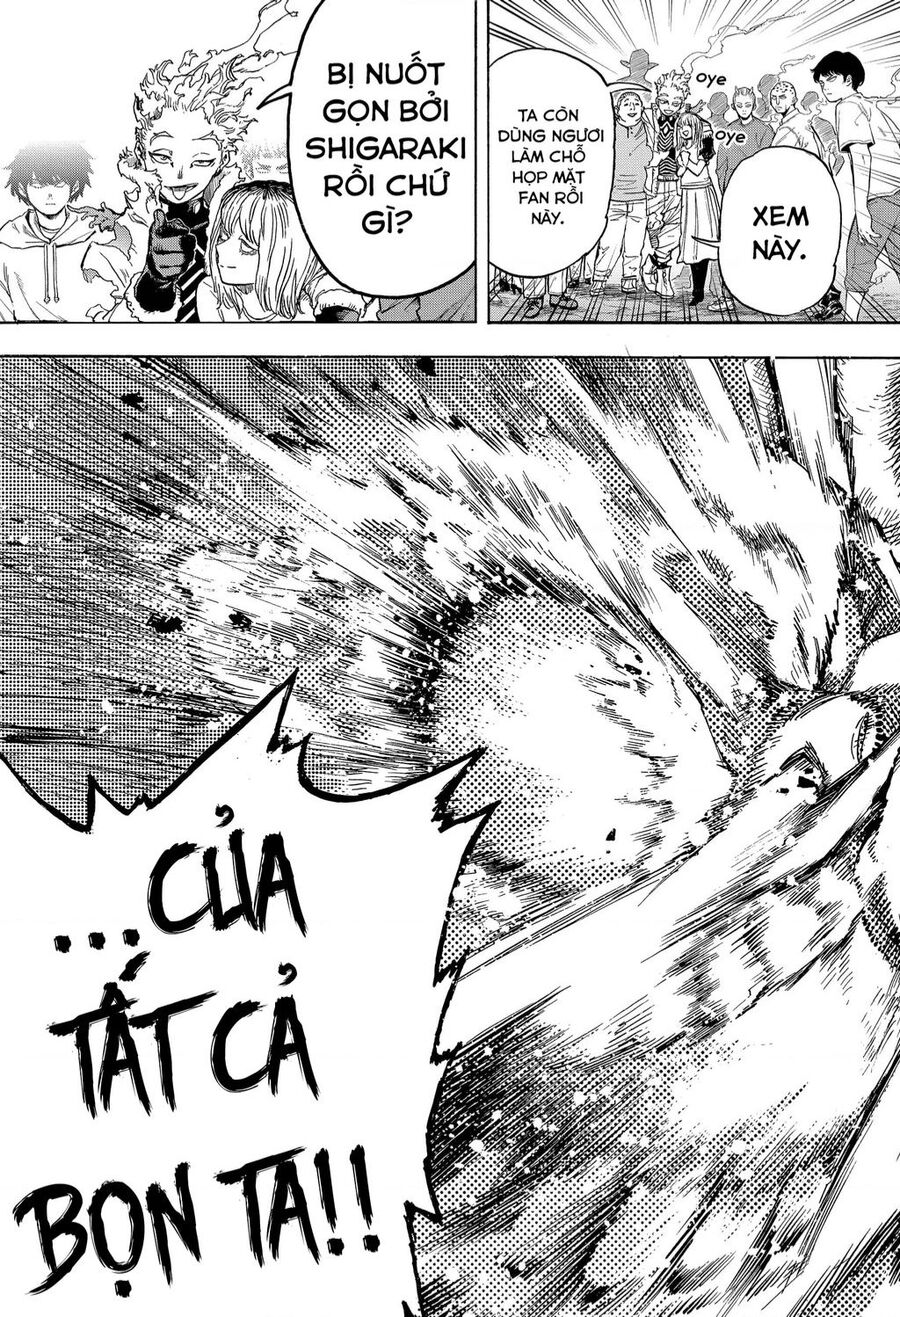 XEM
NÀY.
oye
oye
TA CÒN
DÙNG NGƯƠI
LÀM CHỖ
HỌP MẶT
FAN RỒI
NÀY.
BỊ NUỐT
GỌN BỞI
SHIGARAKI
RỒI CHỨ
GÌ?
...CỦA
TẤT CẢ
BỌN TA!!